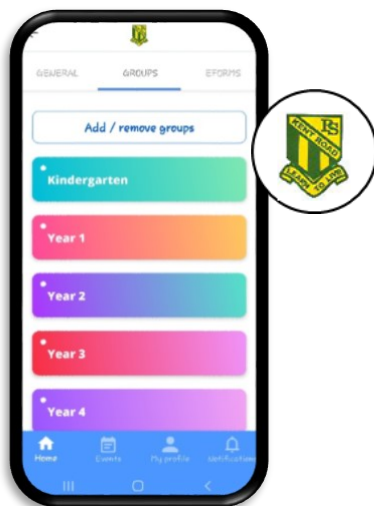 GENERAL GROUPS EFORMS
Add / remove groups
Kindergarten
Year 1
Year 2
Year 3
Year 4
Home Events My profile Notifications
KENT ROAD
PS
LEARN TO LIVE